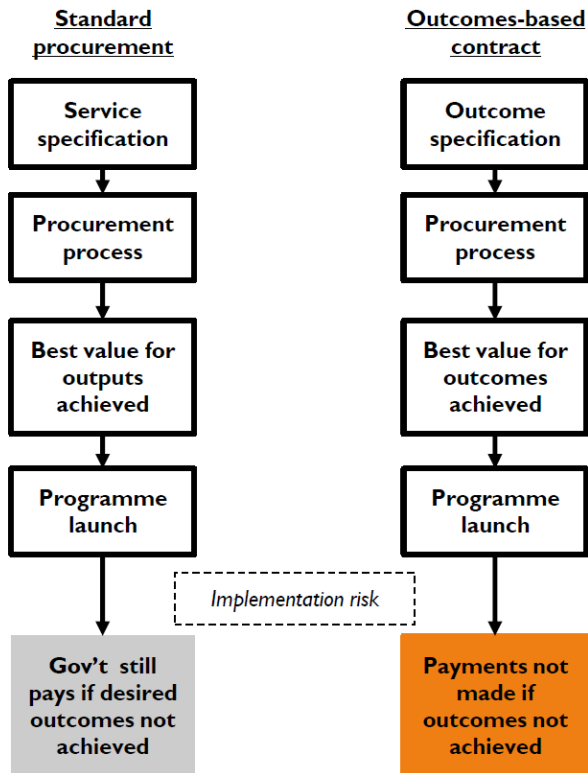 Standard
procurement
Service
specification
Procurement
process
Best value for
outputs
achieved
Programme
launch
Outcomes-based
contract
Outcome
specification
Procurement
process
Best value for
outcomes
achieved
Programme
launch
Implementation risk
Gov't still
pays if desired
outcomes not
achieved
Payments not
made if
outcomes not
achieved